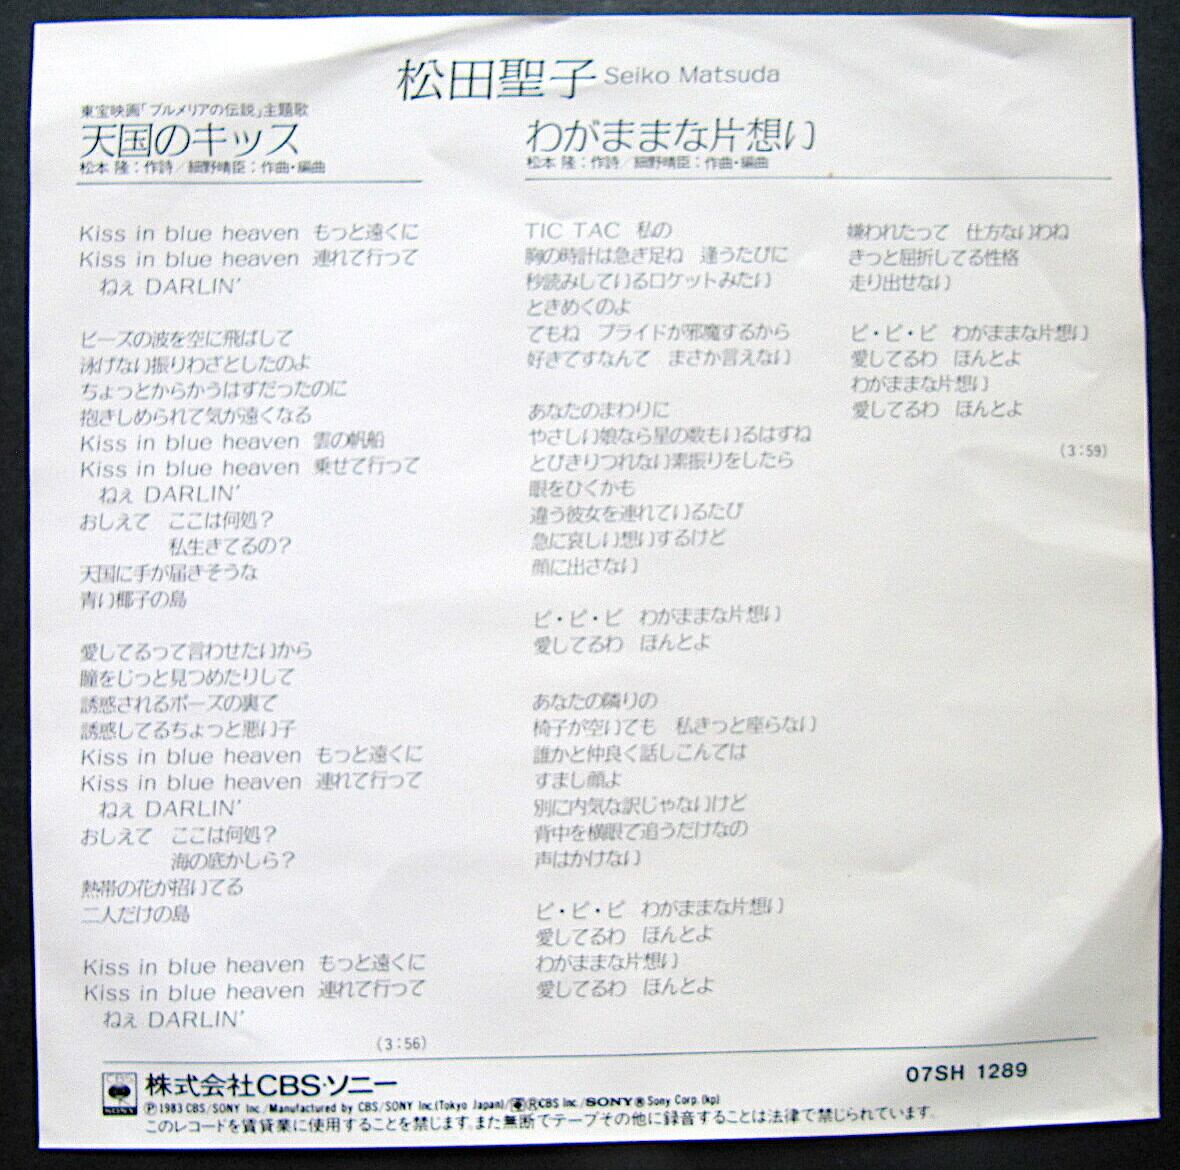 松田聖子 Seiko Matsuda
東宝映画「プルメリアの伝説」主題歌
天国のキッス
松本 隆：作詩／細野晴臣：作曲・編曲
Kiss in blue heaven もっと遠くに
Kiss in blue heaven 連れて行って
ねぇ DARLIN'
ビーズの波を空に飛ばして
泳げない振りわざとしたのよ
ちょっとからかうはずだったのに
抱きしめられて気が遠くなる
Kiss in blue heaven 雲の帆船
Kiss in blue heaven 乗せて行って
ねぇ DARLIN'
おしえて ここは何処？
私生きてるの？
天国に手が届きそうな
青い椰子の島
愛してるって言わせたいから
瞳をじっと見つめたりして
誘惑されるポーズの裏で
誘惑してるちょっと悪い子
Kiss in blue heaven もっと遠くに
Kiss in blue heaven 連れて行って
ねぇ DARLIN'
おしえて ここは何処？
海の底かしら？
熱帯の花が招いてる
二人だけの島
Kiss in blue heaven もっと遠くに
Kiss in blue heaven 連れて行って
ねぇ DARLIN'
(3:56)
わがままな片想い
松本 隆：作詩／細野晴臣：作曲・編曲
TIC TAC 私の
胸の時計は急ぎ足ね 逢うたびに
秒読みしているロケットみたい
ときめくのよ
でもね プライドが邪魔するから
好きですなんて まさか言えない
あなたのまわりに
やさしい娘なら星の数もいるはずね
とびきりつれない素振りをしたら
眼をひくかも
違う彼女を連れているたび
急に哀しい想いするけど
顔に出さない
ピ・ピ・ピ わがままな片想い
愛してるわ ほんとよ
あなたの隣りの
椅子が空いても 私きっと座らない
誰かと仲良く話しこんでは
すまし顔よ
別に内気な訳じゃないけど
背中を横眼で追うだけなの
声はかけない
ピ・ピ・ピ わがままな片想い
愛してるわ ほんとよ
わがままな片想い
愛してるわ ほんとよ
嫌われたって 仕方ないわね
きっと屈折してる性格
走り出せない
ピ・ピ・ピ わがままな片想い
愛してるわ ほんとよ
わがままな片想い
愛してるわ ほんとよ
(3:59)
CBS SONY 株式会社CBS・ソニー
07SH 1289
Ⓟ1983 CBS/SONY Inc./Manufactured by CBS/SONY Inc.(Tokyo Japan)/®CBS Inc./SONY® Sony Corp.(kp)
このレコードを賃貸業に使用することを禁じます。また無断でテープその他に録音することは法律で禁じられています。